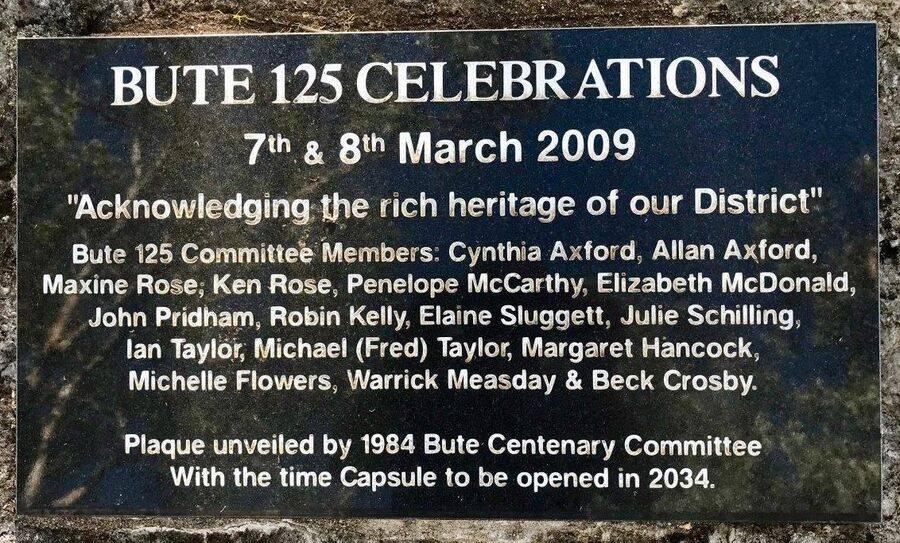 BUTE 125 CELEBRATIONS
7th & 8th March 2009
"Acknowledging the rich heritage of our District"
Bute 125 Committee Members: Cynthia Axford, Allan Axford,
Maxine Rose, Ken Rose, Penelope McCarthy, Elizabeth McDonald,
John Pridham, Robin Kelly, Elaine Sluggett, Julie Schilling,
Ian Taylor, Michael (Fred) Taylor, Margaret Hancock,
Michelle Flowers, Warrick Measday & Beck Crosby.
Plaque unveiled by 1984 Bute Centenary Committee
With the time Capsule to be opened in 2034.